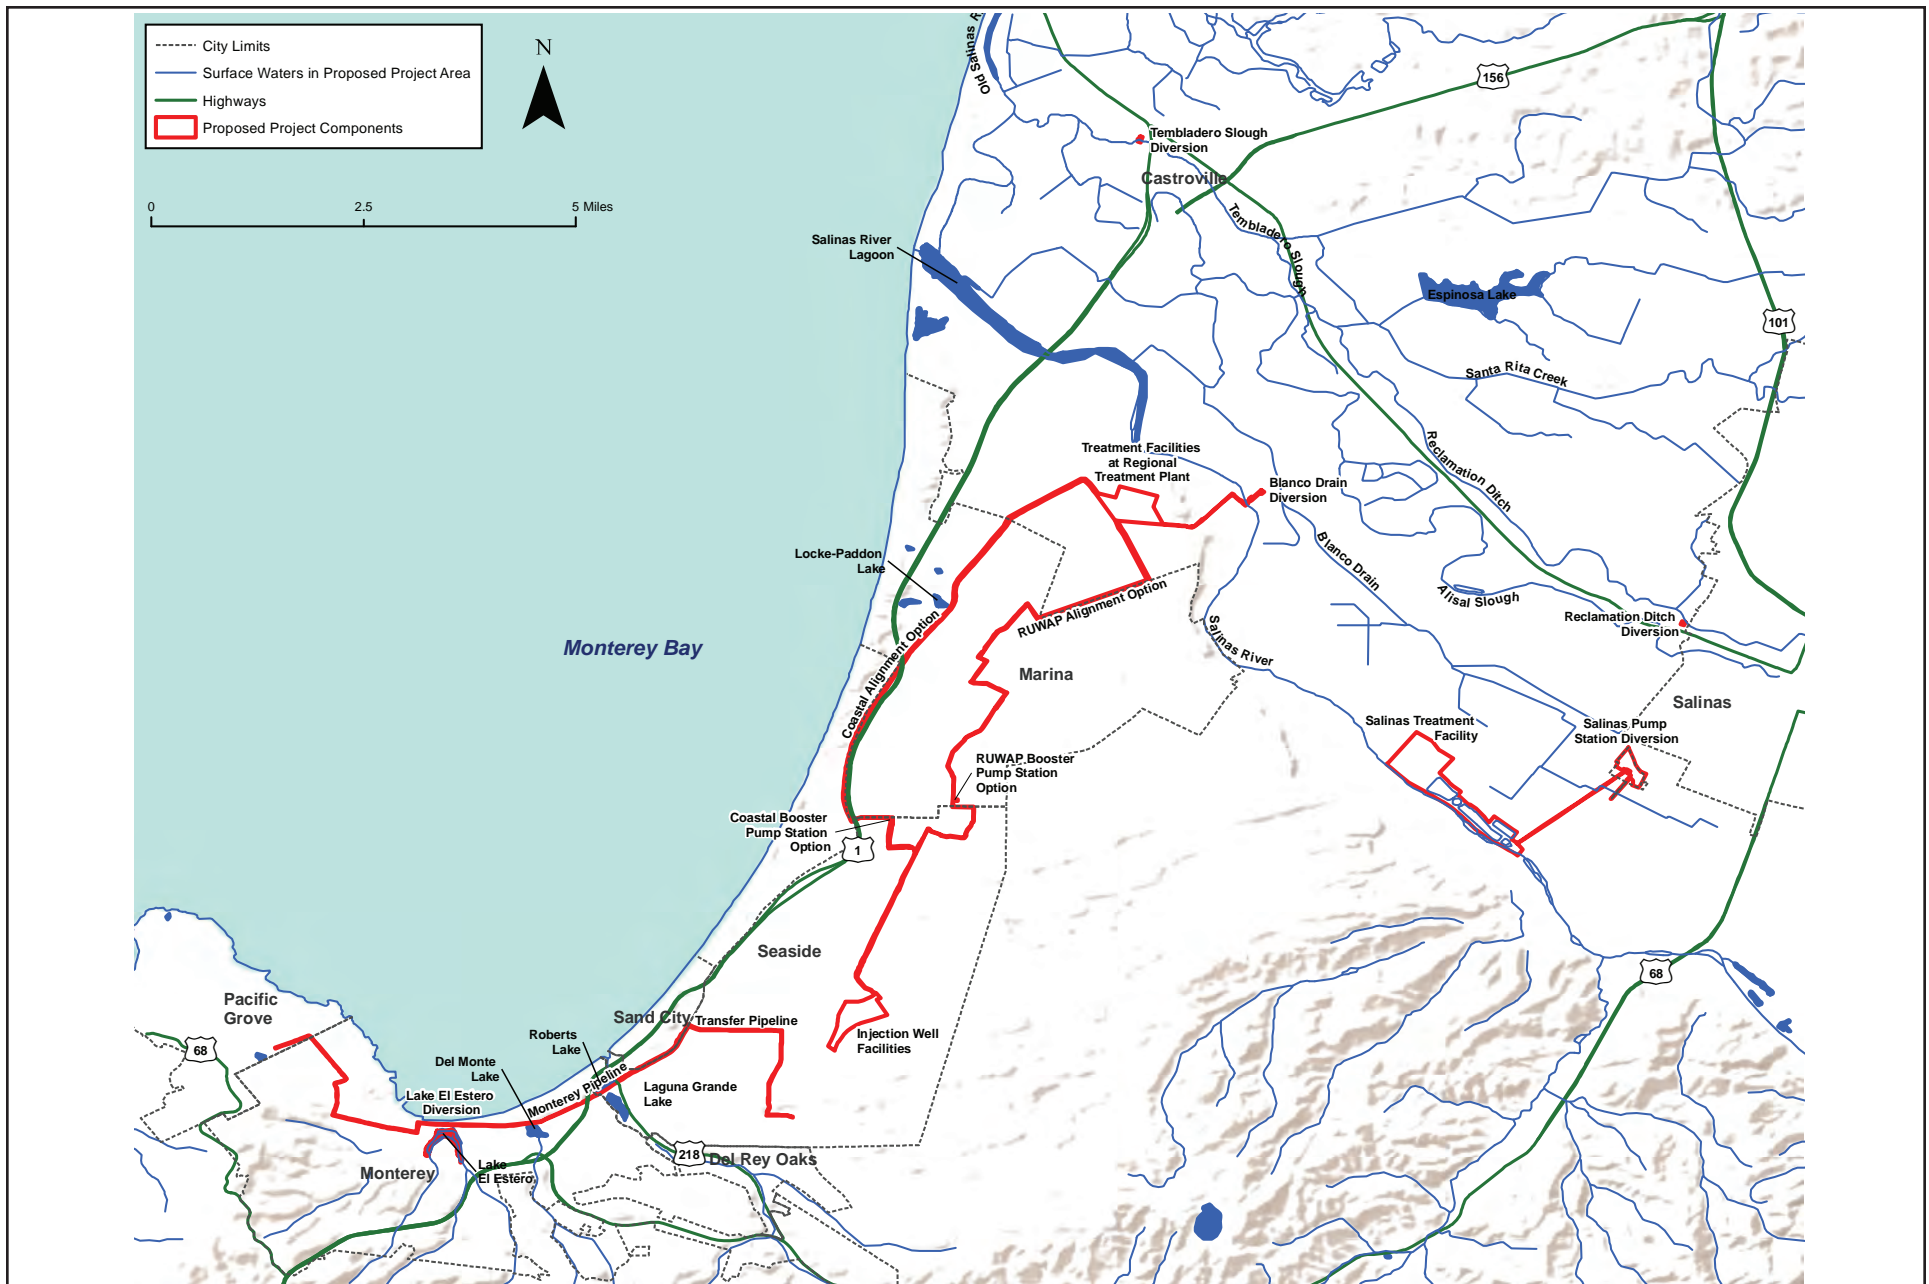 City Limits
Surface Waters in Proposed Project Area
Highways
Proposed Project Components
N
0
2.5
5 Miles
Old Salinas R
156
Tembladero Slough
Diversion
Castroville
Tembladero Slough
Salinas River
Lagoon
Espinosa Lake
101
Santa Rita Creek
Reclamation Ditch
Treatment Facilities
at Regional
Treatment Plant
Blanco Drain
Diversion
Blanco Drain
Locke-Paddon
Lake
Alisal Slough
Reclamation Ditch
Diversion
Coastal Alignment Option
RUWAP Alignment Option
Salinas River
Monterey Bay
Marina
Salinas
Salinas Treatment
Facility
Salinas Pump
Station Diversion
RUWAP Booster
Pump Station
Option
Coastal Booster
Pump Station
Option
1
Seaside
68
Pacific
Grove
Sand City
Transfer Pipeline
Injection Well
Facilities
68
Roberts
Lake
Del Monte
Lake
Monterey Pipeline
Laguna Grande
Lake
Lake El Estero
Diversion
218
Del Rey Oaks
Monterey
Lake
El Estero